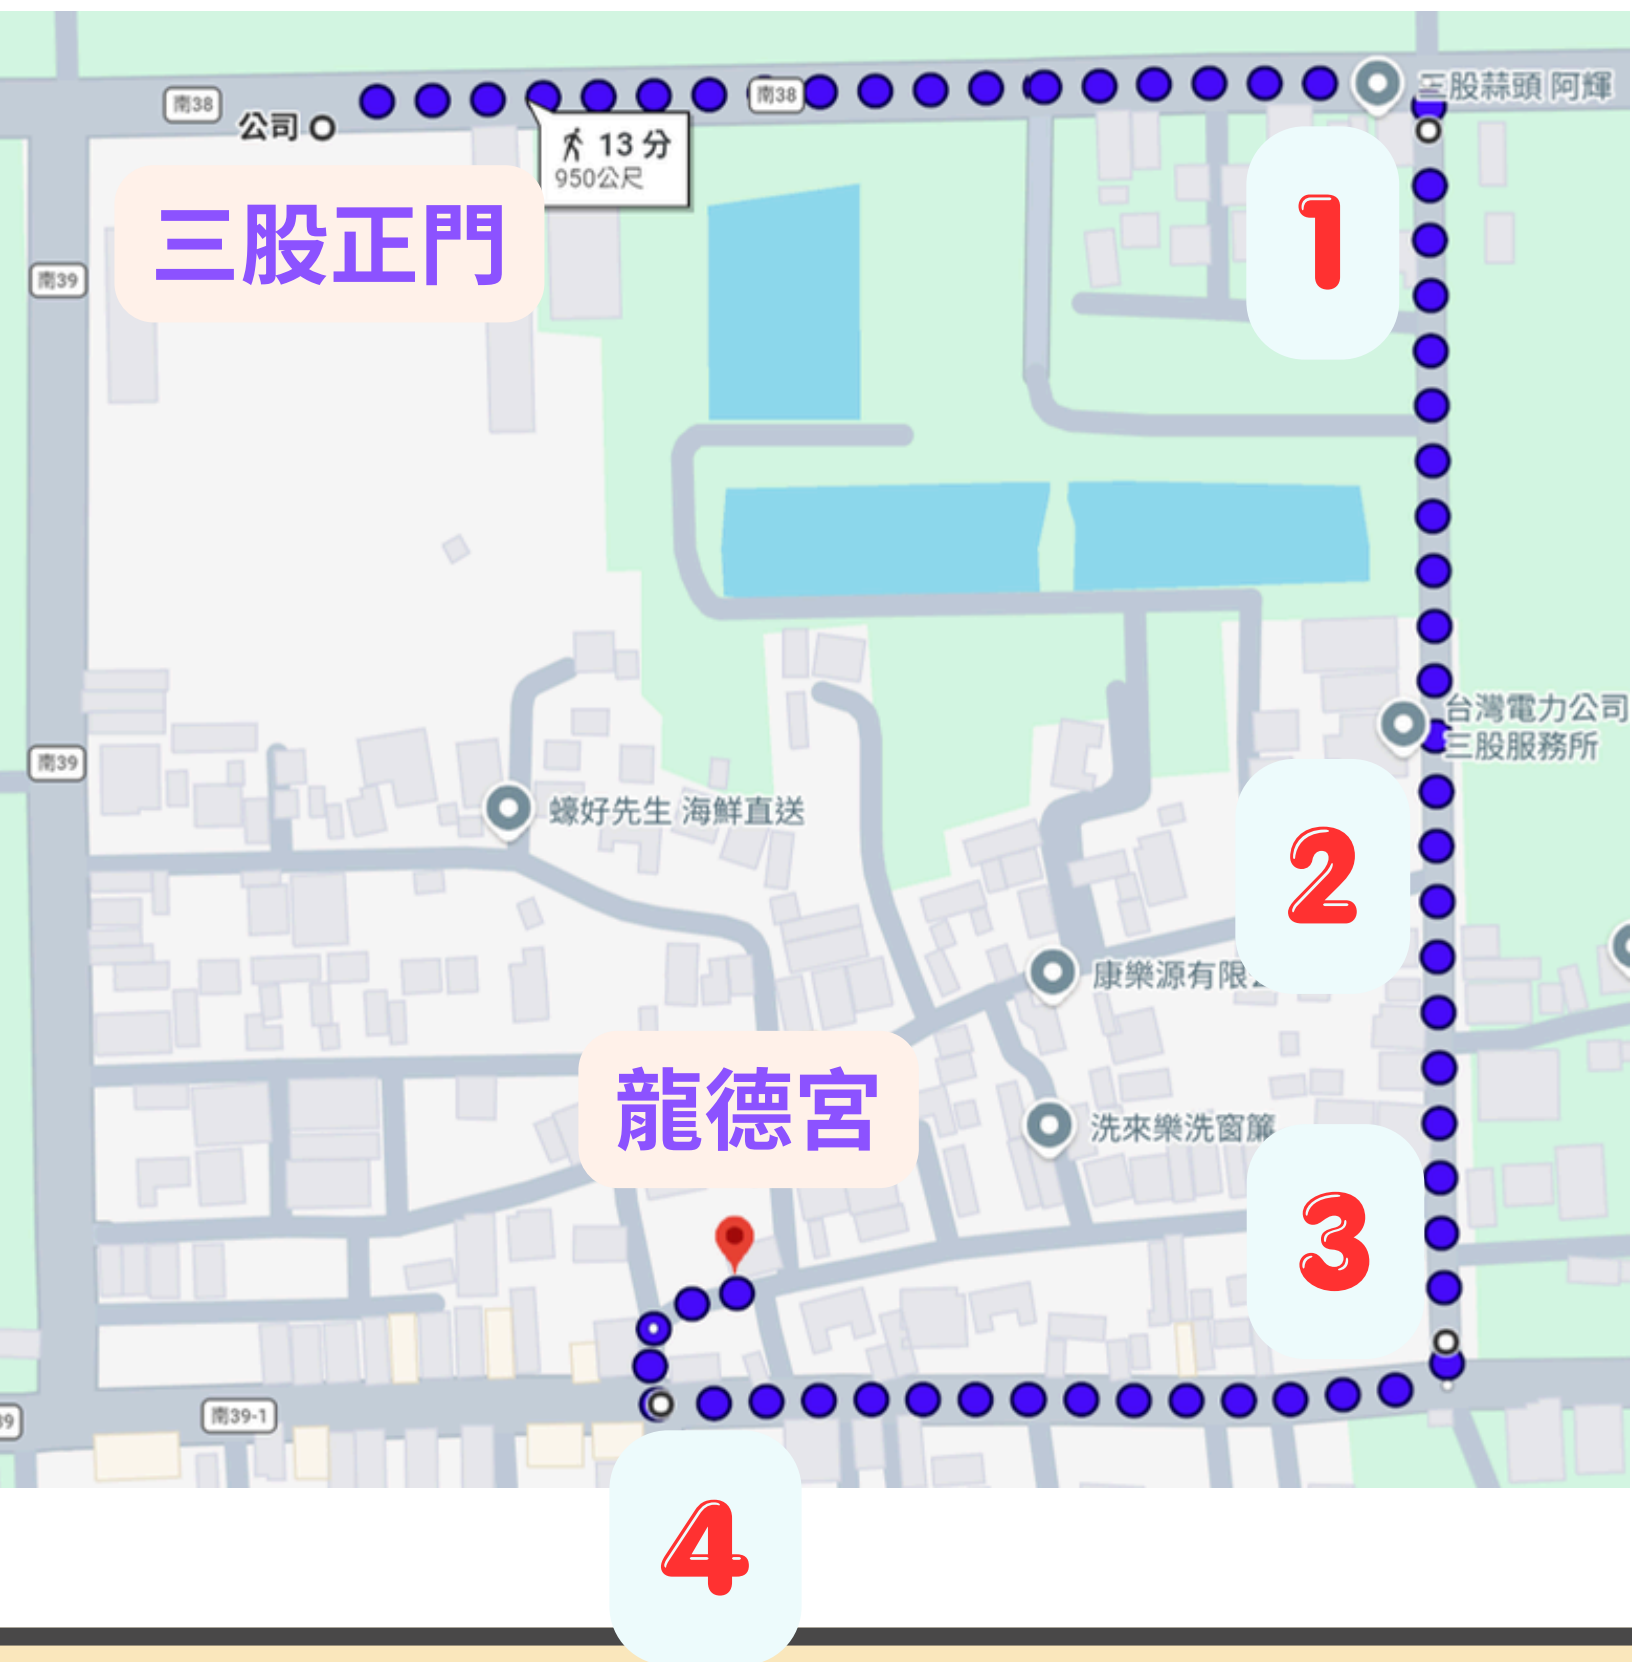 南38
公司
南38
三股蒜頭 阿輝
13 分
950公尺
三股正門
1
南39
台灣電力公司
三股服務所
南39
蠔好先生 海鮮直送
2
康樂源有限
龍德宮
洗來樂洗窗簾
3
39
南39-1
4